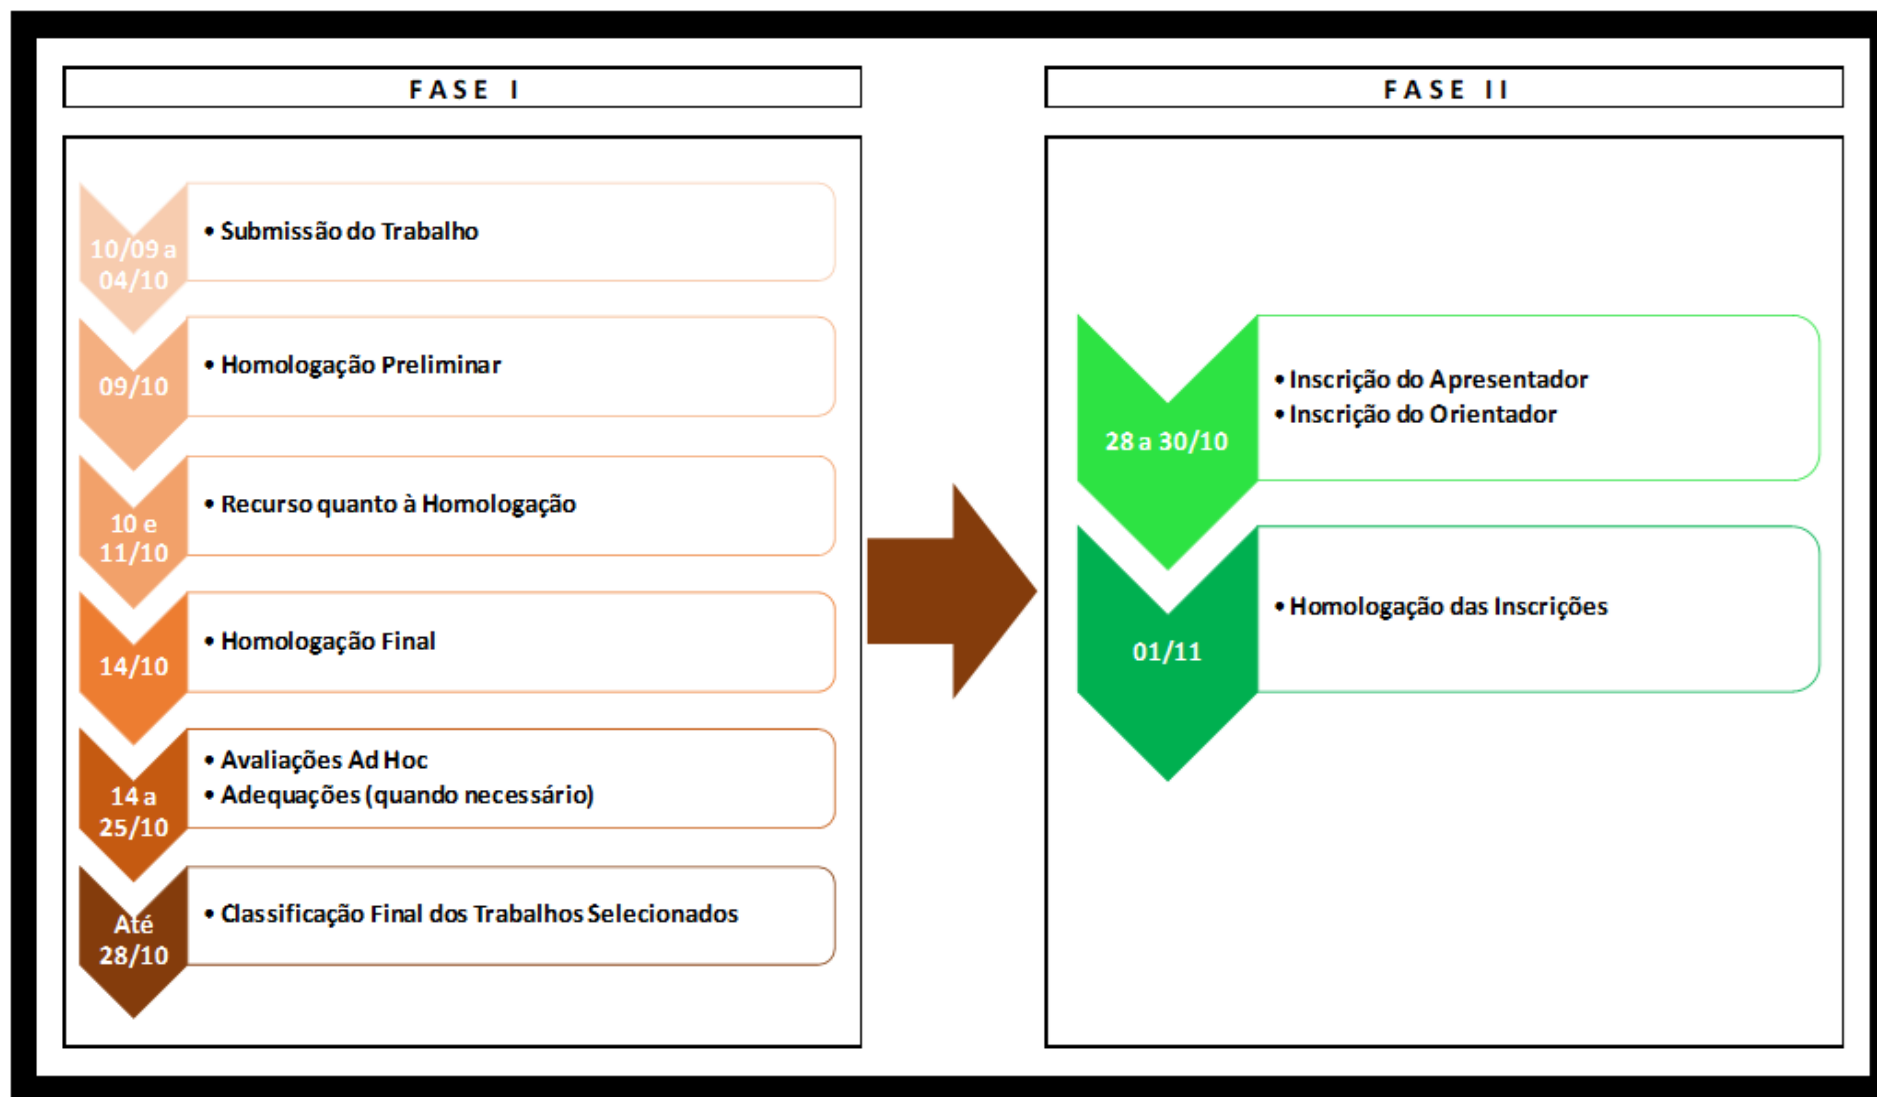 FASE I
10/09 a
04/10
• Submissão do Trabalho
09/10
• Homologação Preliminar
10 e
11/10
• Recurso quanto à Homologação
14/10
• Homologação Final
14 a
25/10
• Avaliações Ad Hoc
• Adequações (quando necessário)
Até
28/10
• Classificação Final dos Trabalhos Selecionados
FASE II
28 a 30/10
• Inscrição do Apresentador
• Inscrição do Orientador
01/11
• Homologação das Inscrições